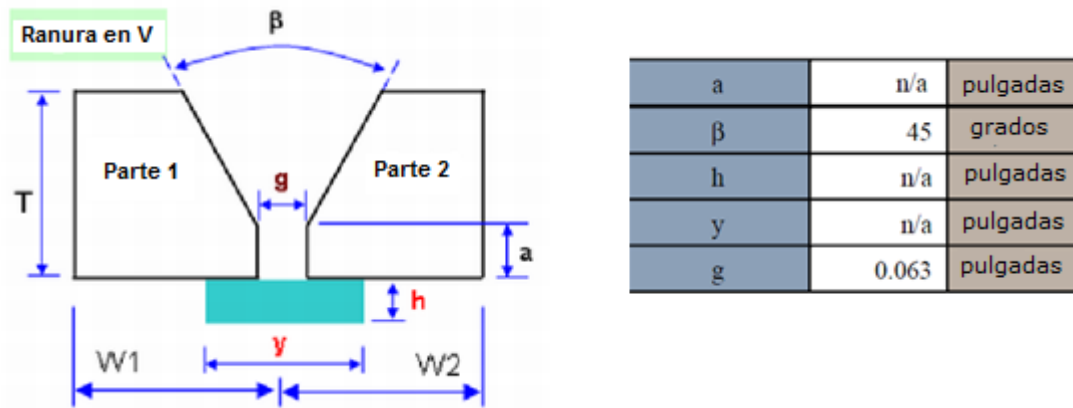 Ranura en V
β
Parte 1
Parte 2
g
T
a
h
y
W1
W2
a n/a pulgadas
β 45 grados
h n/a pulgadas
y n/a pulgadas
g 0.063 pulgadas